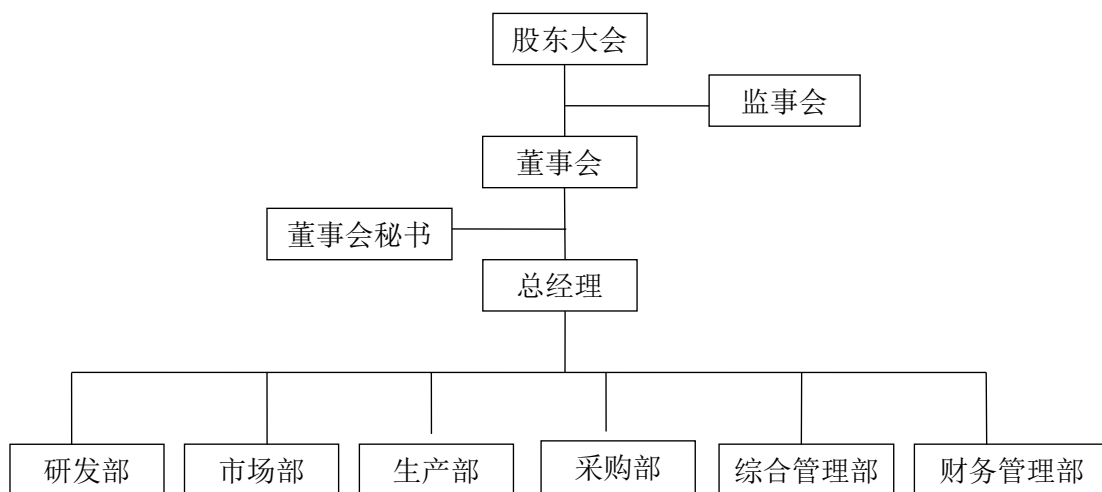 股东大会
监事会
董事会
董事会秘书
总经理
研发部
市场部
生产部
采购部
综合管理部
财务管理部